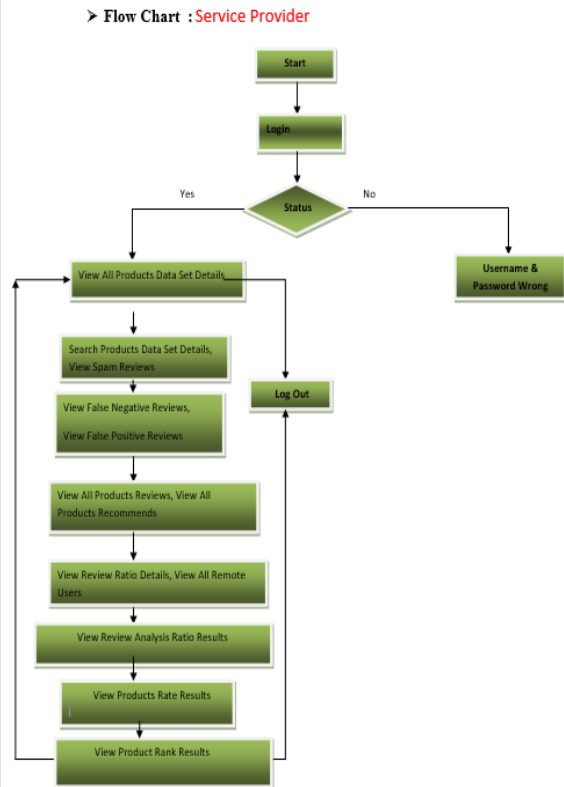 ➢ Flow Chart : Service Provider
Start
Login
Status
Yes
No
View All Products Data Set Details
Username &
Password Wrong
Search Products Data Set Details,
View Spam Reviews
Log Out
View False Negative Reviews,
View False Positive Reviews
View All Products Reviews, View All
Products Recommends
View Review Ratio Details, View All Remote
Users
View Review Analysis Ratio Results
View Products Rate Results
View Product Rank Results